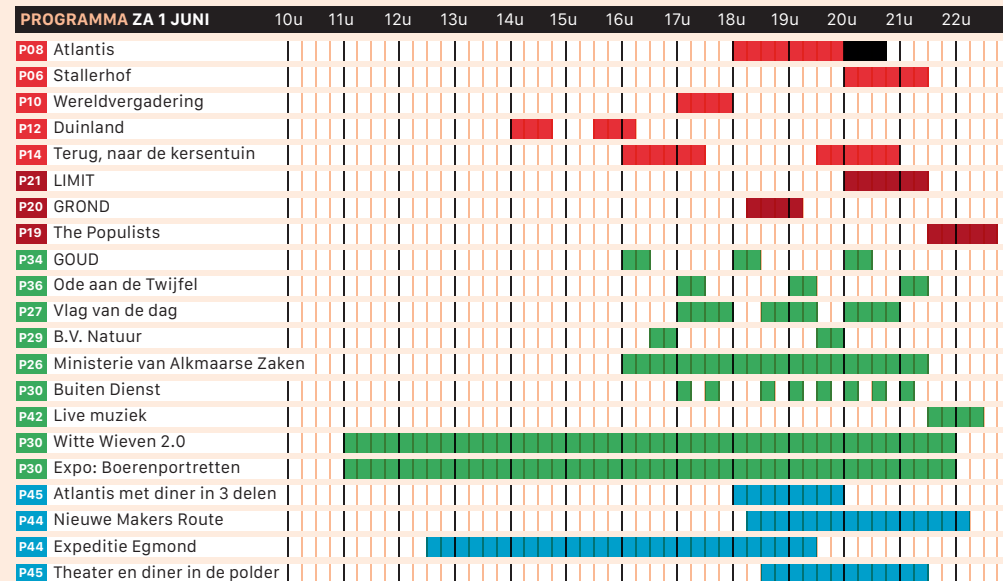 PROGRAMMA ZA 1 JUNI 10u 11u 12u 13u 14u 15u 16u 17u 18u 19u 20u 21u 22u
P08 Atlantis
P06 Stallerhof
P10 Wereldvergadering
P12 Duinland
P14 Terug, naar de kersentuin
P21 LIMIT
P20 GROND
P19 The Populists
P34 GOUD
P36 Ode aan de Twijfel
P27 Vlag van de dag
P29 B.V. Natuur
P26 Ministerie van Alkmaarse Zaken
P30 Buiten Dienst
P42 Live muziek
P30 Witte Wieven 2.0
P30 Expo: Boerenportretten
P45 Atlantis met diner in 3 delen
P44 Nieuwe Makers Route
P44 Expeditie Egmond
P45 Theater en diner in de polder